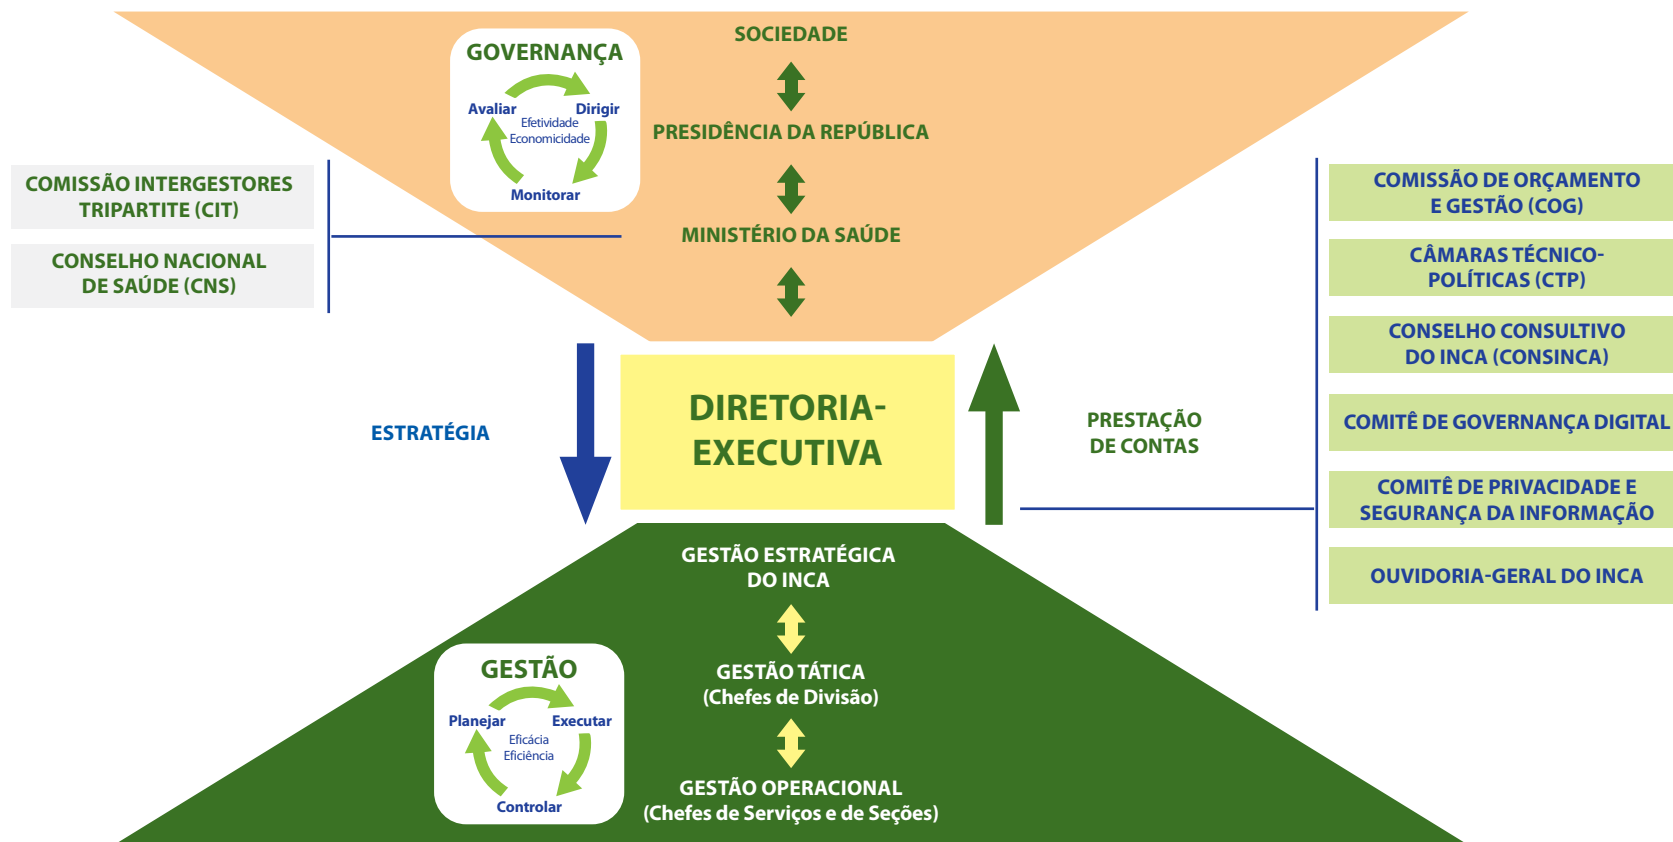 SOCIEDADE
GOVERNANÇA
Avaliar
Dirigir
Efetividade
Economicidade
Monitorar
PRESIDÊNCIA DA REPÚBLICA
MINISTÉRIO DA SAÚDE
COMISSÃO INTERGESTORES
TRIPARTITE (CIT)
CONSELHO NACIONAL
DE SAÚDE (CNS)
COMISSÃO DE ORÇAMENTO
E GESTÃO (COG)
CÂMARAS TÉCNICO-
POLÍTICAS (CTP)
CONSELHO CONSULTIVO
DO INCA (CONSINCA)
COMITÊ DE GOVERNANÇA DIGITAL
COMITÊ DE PRIVACIDADE E
SEGURANÇA DA INFORMAÇÃO
OUVIDORIA-GERAL DO INCA
ESTRATÉGIA
DIRETORIA-
EXECUTIVA
PRESTAÇÃO
DE CONTAS
GESTÃO ESTRATÉGICA
DO INCA
GESTÃO TÁTICA
(Chefes de Divisão)
GESTÃO OPERACIONAL
(Chefes de Serviços e de Seções)
GESTÃO
Planejar
Executar
Eficácia
Eficiência
Controlar